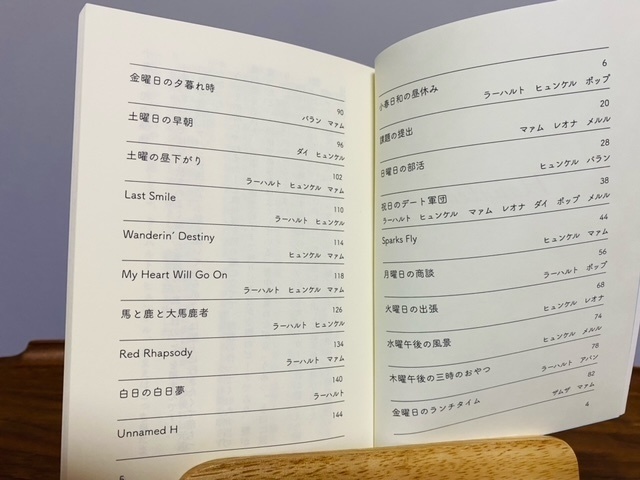 小春日和の昼休み 6
ラーハルト ヒュンケル ポップ
課題の提出 20
マァム レオナ メルル
日曜日の部活 28
ヒュンケル バラン
祝日のデート軍団 38
ラーハルト ヒュンケル マァム レオナ ダイ ポップ メルル
Sparks Fly 44
ヒュンケル マァム
月曜日の商談 56
ラーハルト ポップ
火曜日の出張 68
ヒュンケル レオナ
水曜午後の風景 74
ヒュンケル メルル
木曜午後の三時のおやつ 78
ラーハルト アバン
金曜日のランチタイム 82
ザムザ マァム
4
金曜日の夕暮れ時 90
バラン マァム
土曜日の早朝 96
ダイ ヒュンケル
土曜の昼下がり 102
ラーハルト ヒュンケル マァム
Last Smile 110
ラーハルト ヒュンケル
Wanderin' Destiny 114
ヒュンケル マァム
My Heart Will Go On 118
ラーハルト ヒュンケル マァム
馬と鹿と大馬鹿者 126
ラーハルト ヒュンケル
Red Rhapsody 134
ラーハルト マァム
白日の白日夢 140
ラーハルト
Unnamed H 144
5